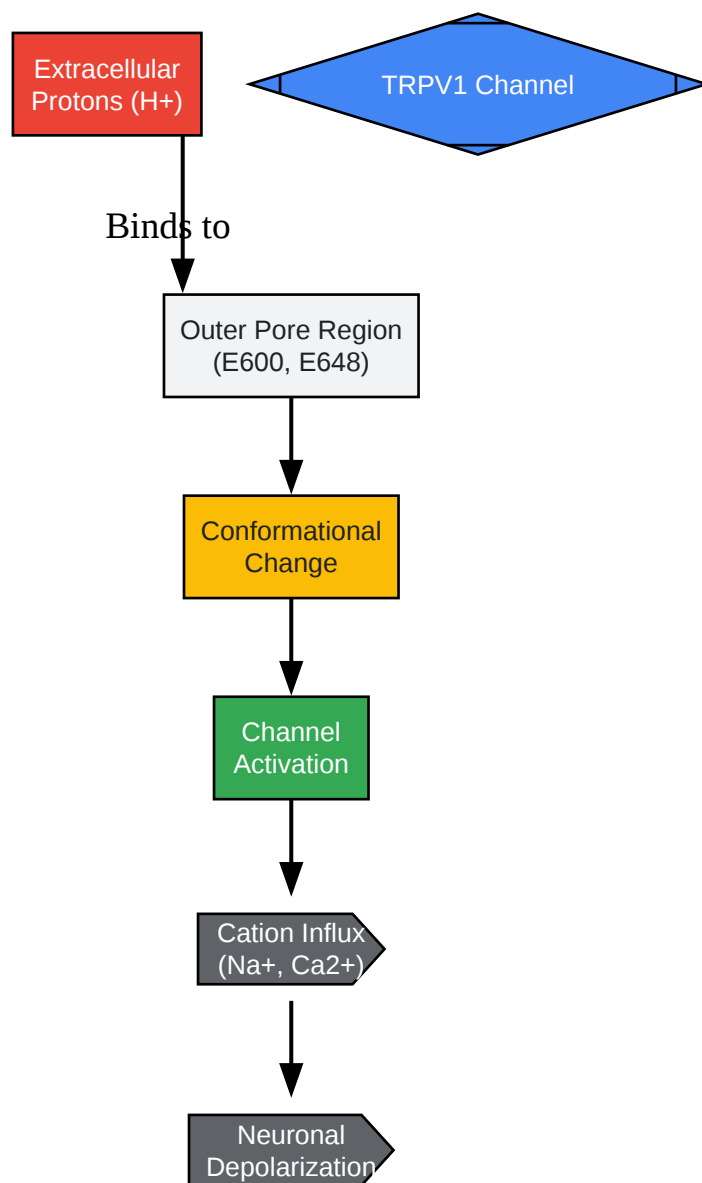 Extracellular
Protons (H+)
TRPV1 Channel
Binds to
Outer Pore Region
(E600, E648)
Conformational
Change
Channel
Activation
Cation Influx
(Na+, Ca2+)
Neuronal
Depolarization